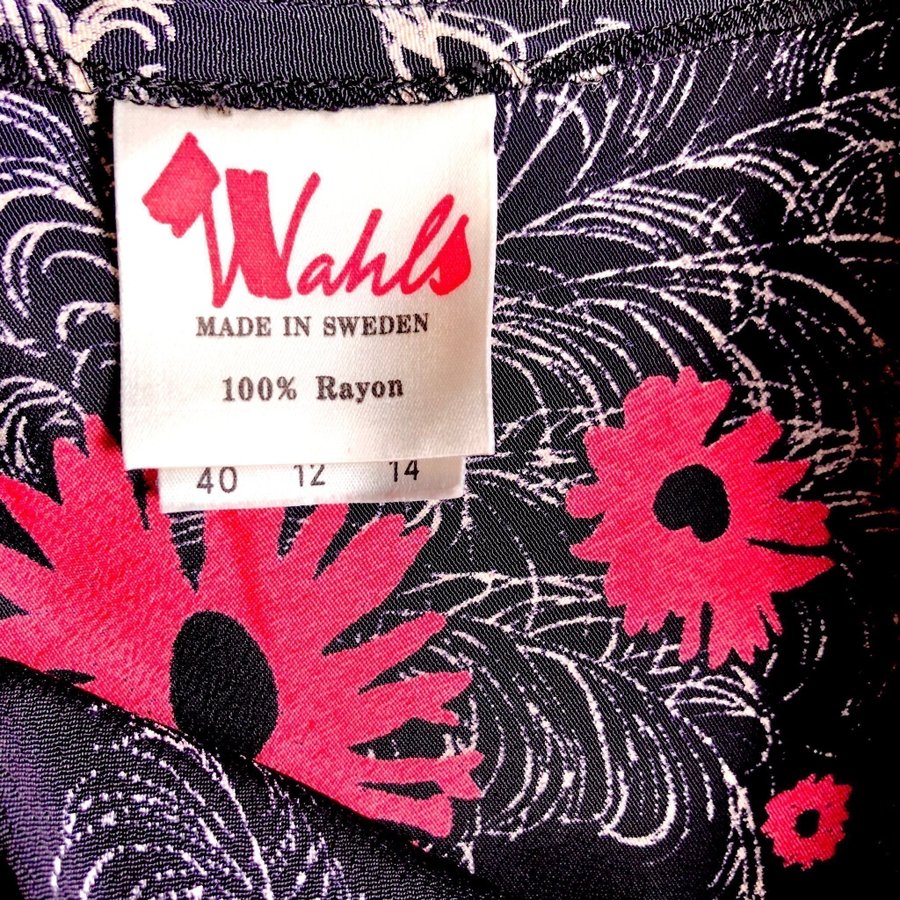 Wahls
MADE IN SWEDEN
100% Rayon
40 12 14